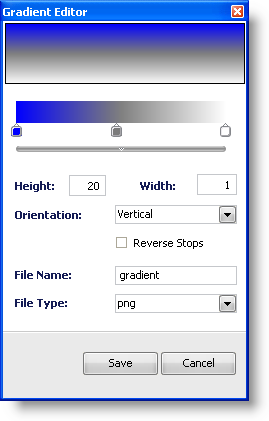 Gradient Editor
Height: 20 Width: 1
Orientation: Vertical
Reverse Stops
File Name: gradient
File Type: png
Save Cancel